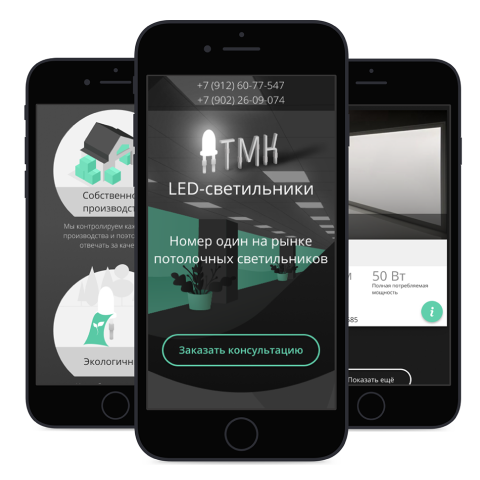 +7 (912) 60-77-547
+7 (902) 26-09-074
ТМК
LED-светильники
Номер один на рынке
потолочных светильников
Заказать консультацию
Собственно
производст
Мы контролируем ка
производства и поэто
отвечать за каче
Экологичн
50 Вт
Полная потребляемая
мощность
i
585
Показать ещё